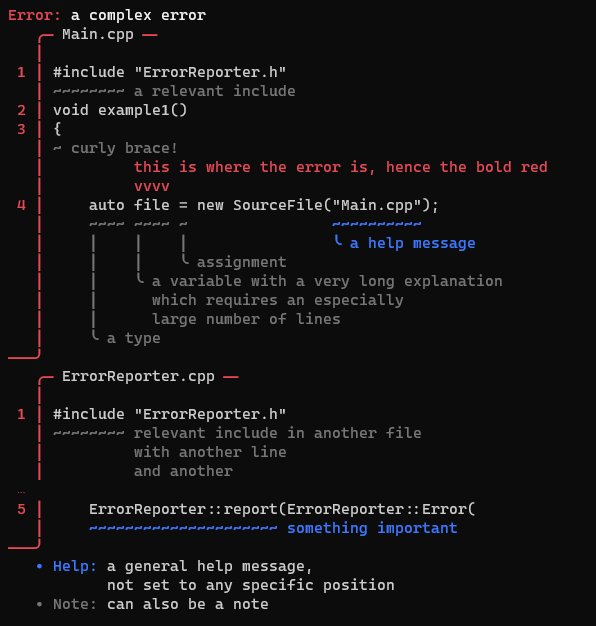 Error: a complex error
╭─ Main.cpp ─
│
1 │ #include "ErrorReporter.h"
│ ~~~~~~~~ a relevant include
2 │ void example1()
3 │ {
│ ~ curly brace!
│ this is where the error is, hence the bold red
│ vvvv
4 │ auto file = new SourceFile("Main.cpp");
│ ~~~~ ~~~~ ~ ~~~~~~~~~~
│ │ │ │ ╰ a help message
│ │ │ ╰ assignment
│ │ ╰ a variable with a very long explanation
│ │ which requires an especially
│ │ large number of lines
│ ╰ a type
───╯
╭─ ErrorReporter.cpp ─
│
1 │ #include "ErrorReporter.h"
│ ~~~~~~~~ relevant include in another file
│ with another line
│ and another
…
5 │ ErrorReporter::report(ErrorReporter::Error(
│ ~~~~~~~~~~~~~~~~~~~~~ something important
───╯
• Help: a general help message,
not set to any specific position
• Note: can also be a note